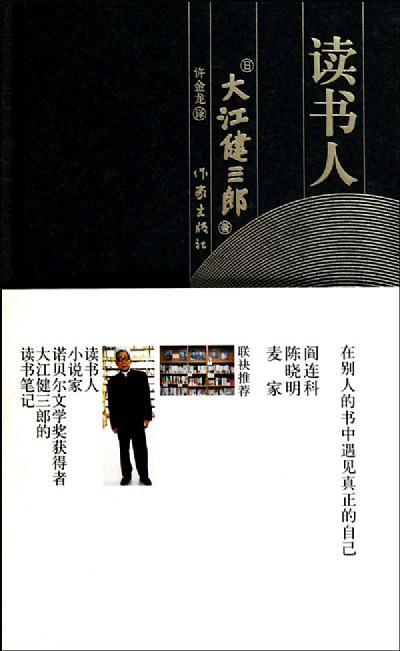 读书人
㊐大江健三郎 著
许金龙 译
作家出版社
在别人的书中遇见真正的自己
阎连科
陈晓明
麦家
联袂推荐
读书人
小说家
诺贝尔文学奖获得者
大江健三郎的
读书笔记